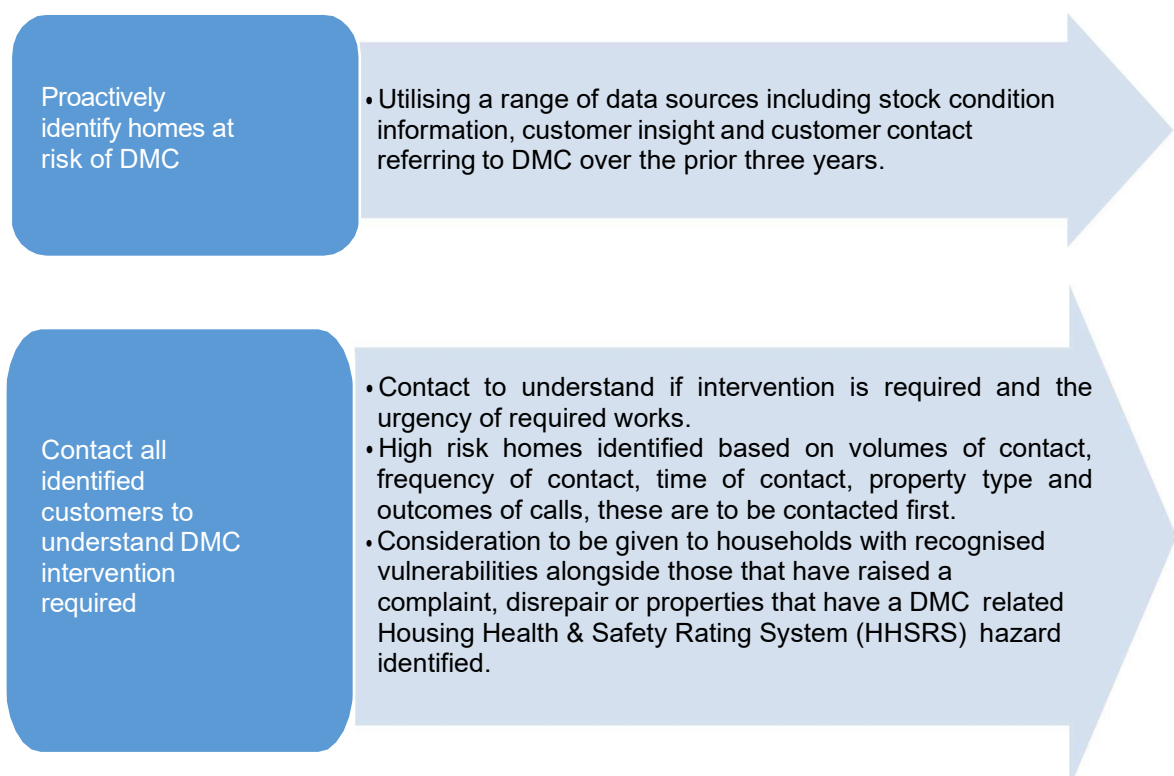 Proactively
identify homes at
risk of DMC
• Utilising a range of data sources including stock condition
information, customer insight and customer contact
referring to DMC over the prior three years.
Contact all
identified
customers to
understand DMC
intervention
required
• Contact to understand if intervention is required and the
urgency of required works.
• High risk homes identified based on volumes of contact,
frequency of contact, time of contact, property type and
outcomes of calls, these are to be contacted first.
• Consideration to be given to households with recognised
vulnerabilities alongside those that have raised a
complaint, disrepair or properties that have a DMC related
Housing Health & Safety Rating System (HHSRS) hazard
identified.